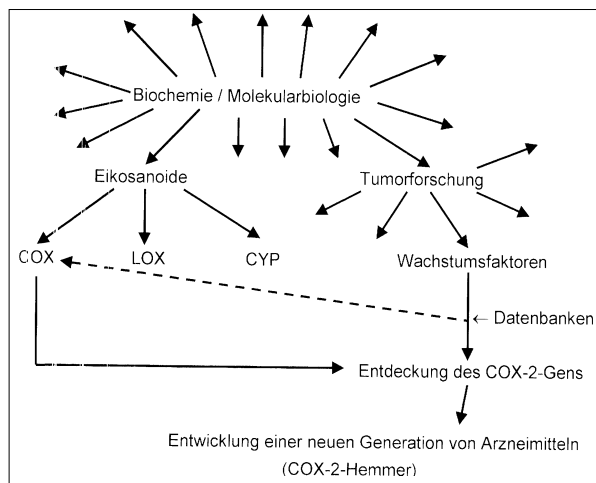 Biochemie / Molekularbiologie
Eikosanoide
Tumorforschung
COX
LOX
CYP
Wachstumsfaktoren
← Datenbanken
Entdeckung des COX-2-Gens
Entwicklung einer neuen Generation von Arzneimitteln
(COX-2-Hemmer)